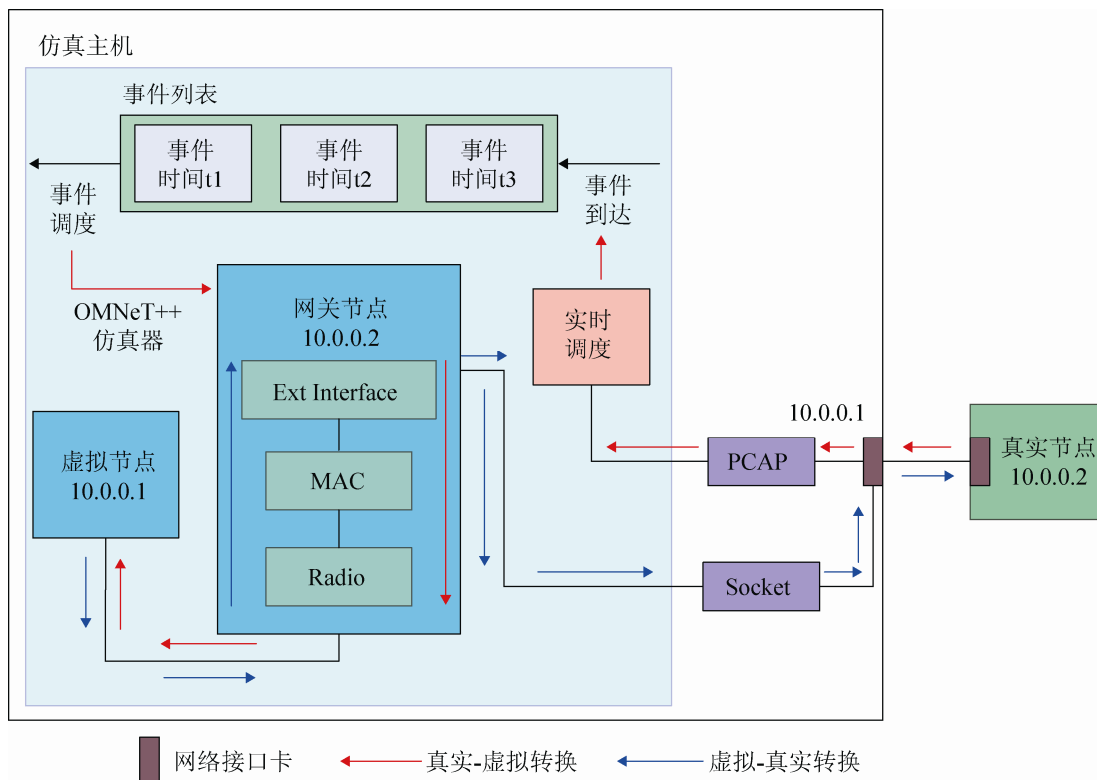 仿真主机
事件列表
事件
时间t1
事件
时间t2
事件
时间t3
事件
调度
事件
到达
OMNeT++
仿真器
网关节点
10.0.0.2
实时
调度
Ext Interface
MAC
Radio
虚拟节点
10.0.0.1
10.0.0.1
PCAP
真实节点
10.0.0.2
Socket
网络接口卡
真实-虚拟转换
虚拟-真实转换